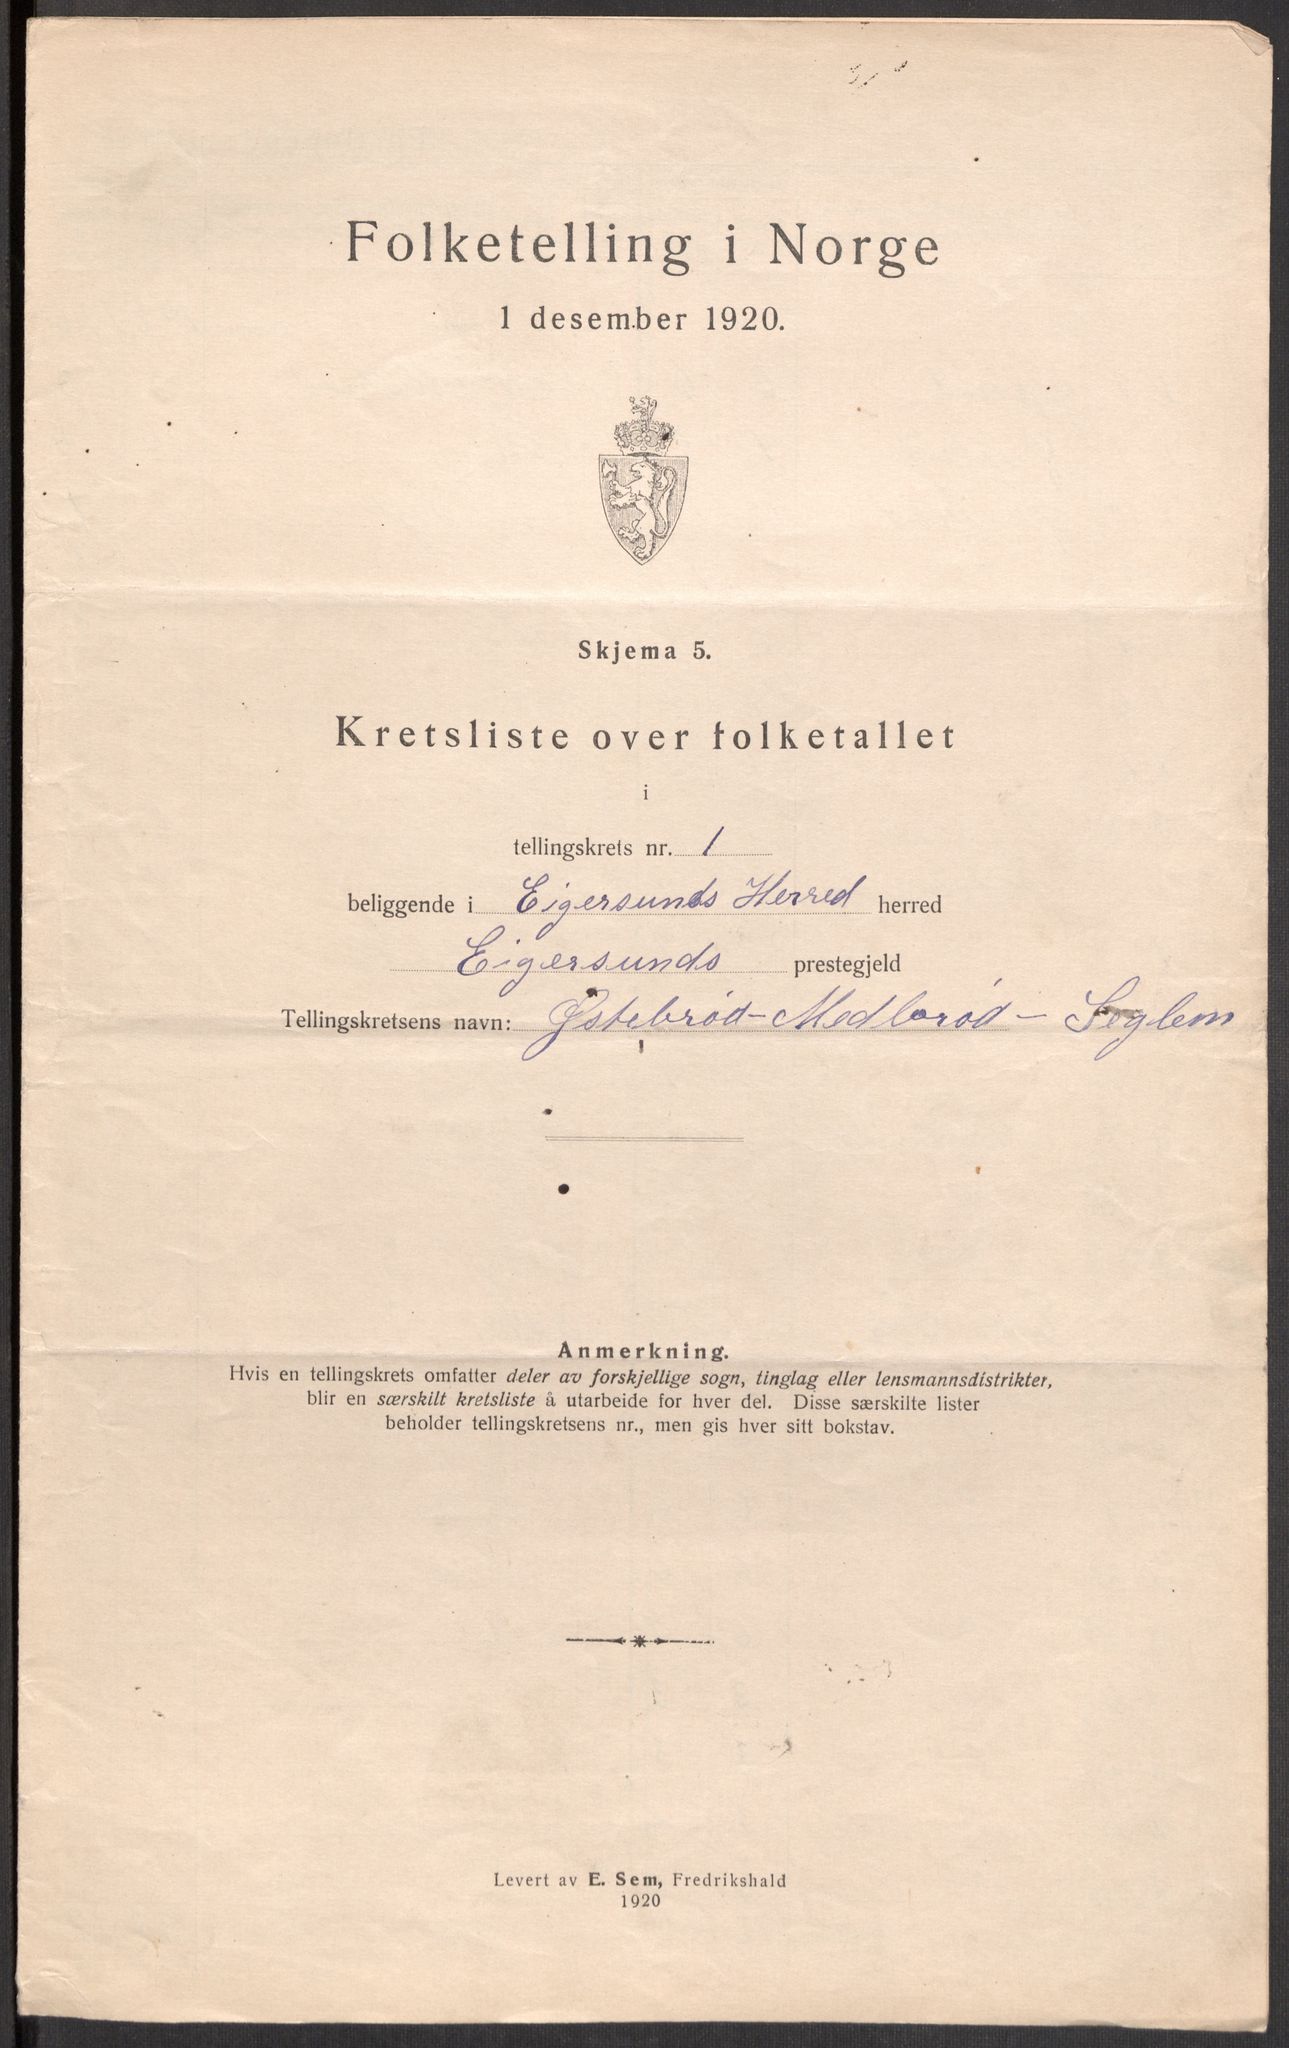 Folketelling i Norge
1 desember 1920.
Skjema 5.
Kretsliste over folketallet
i
tellingskrets nr. 1
beliggende i Eigersunds Herred herred
Eigersunds prestegjeld
Tellingskretsens navn: Østebrød - Medbrød - Seglem
Anmerkning.
Hvis en tellingskrets omfatter deler av forskjellige sogn, tinglag eller lensmannsdistrikter,
blir en særskilt kretsliste å utarbeide for hver del. Disse særskilte lister
beholder tellingskretsens nr., men gis hver sitt bokstav.
Levert av E. Sem, Fredrikshald
1920